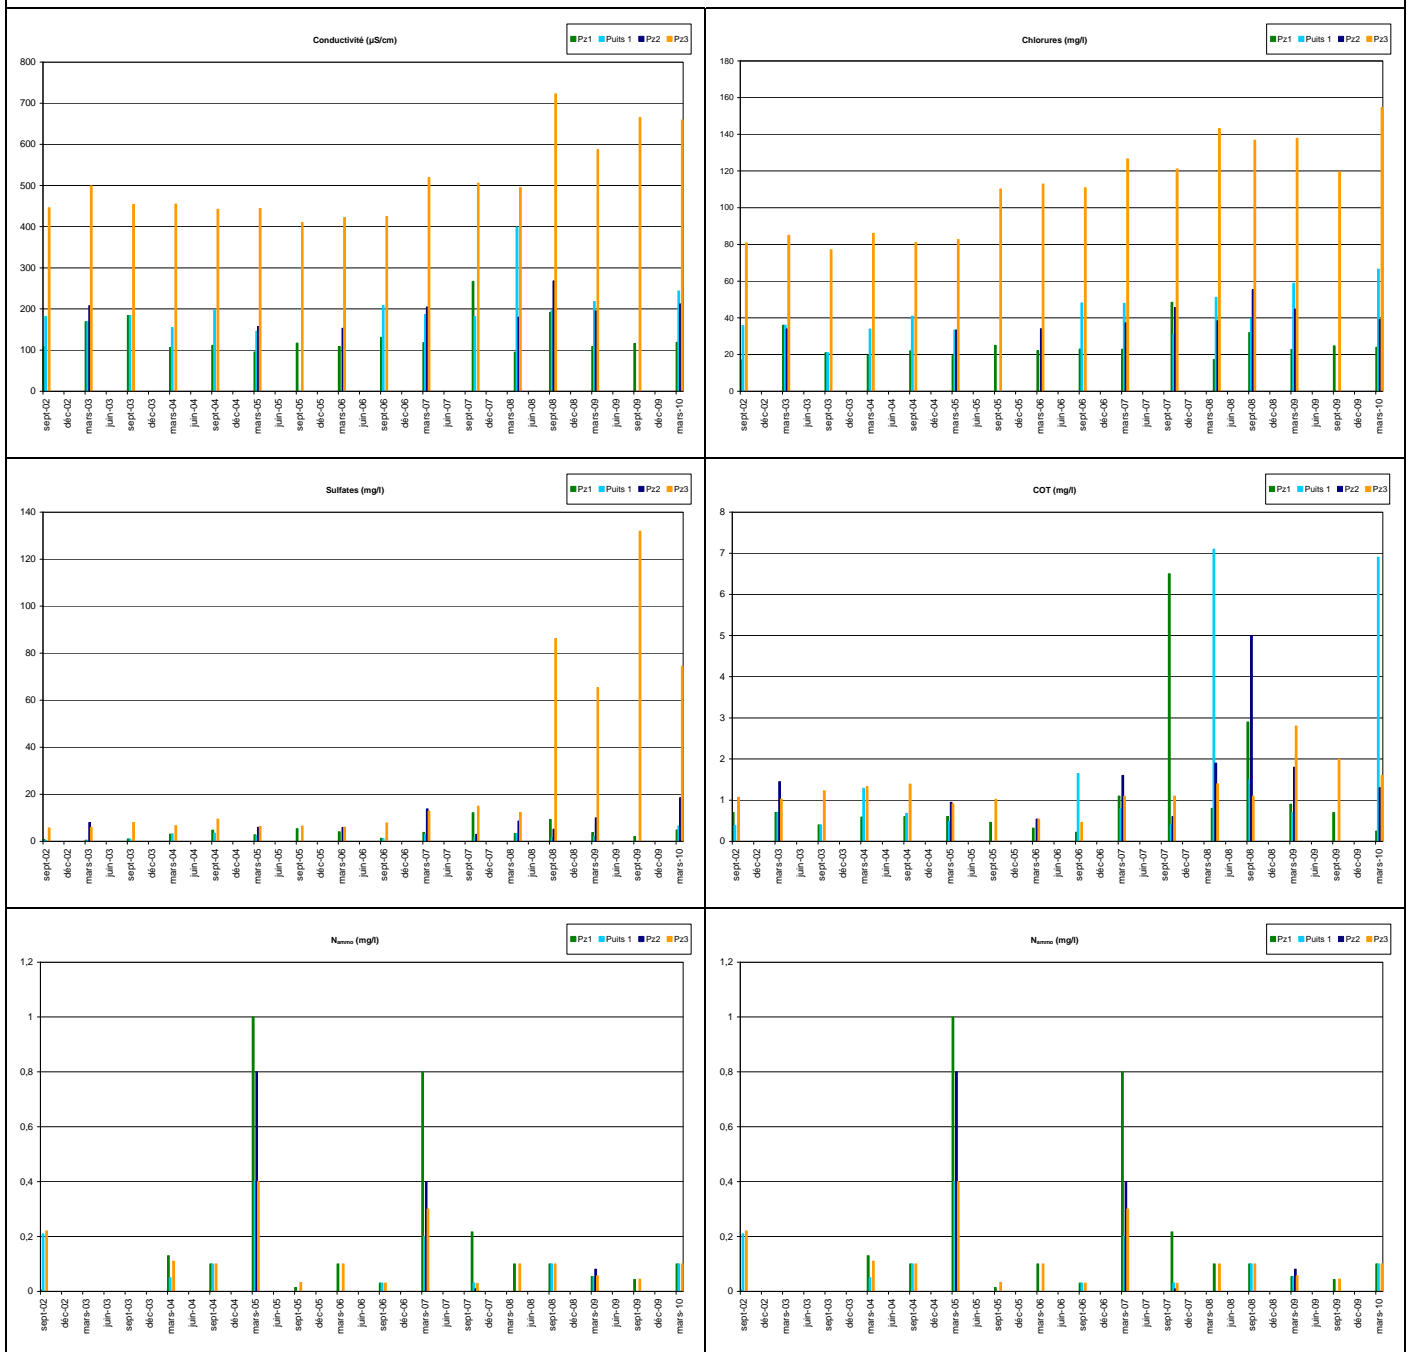 Conductivité (µS/cm)
Pz1 Puits 1 Pz2 Pz3
800
700
600
500
400
300
200
100
0
sept-02 déc-02 mars-03 juin-03 sept-03 déc-03 mars-04 juin-04 sept-04 déc-04 mars-05 juin-05 sept-05 déc-05 mars-06 juin-06 sept-06 déc-06 mars-07 juin-07 sept-07 déc-07 mars-08 juin-08 sept-08 déc-08 mars-09 juin-09 sept-09 déc-09 mars-10
Chlorures (mg/l)
Pz1 Puits 1 Pz2 Pz3
180
160
140
120
100
80
60
40
20
0
sept-02 déc-02 mars-03 juin-03 sept-03 déc-03 mars-04 juin-04 sept-04 déc-04 mars-05 juin-05 sept-05 déc-05 mars-06 juin-06 sept-06 déc-06 mars-07 juin-07 sept-07 déc-07 mars-08 juin-08 sept-08 déc-08 mars-09 juin-09 sept-09 déc-09 mars-10
Sulfates (mg/l)
Pz1 Puits 1 Pz2 Pz3
140
120
100
80
60
40
20
0
sept-02 déc-02 mars-03 juin-03 sept-03 déc-03 mars-04 juin-04 sept-04 déc-04 mars-05 juin-05 sept-05 déc-05 mars-06 juin-06 sept-06 déc-06 mars-07 juin-07 sept-07 déc-07 mars-08 juin-08 sept-08 déc-08 mars-09 juin-09 sept-09 déc-09 mars-10
COT (mg/l)
Pz1 Puits 1 Pz2 Pz3
8
7
6
5
4
3
2
1
0
sept-02 déc-02 mars-03 juin-03 sept-03 déc-03 mars-04 juin-04 sept-04 déc-04 mars-05 juin-05 sept-05 déc-05 mars-06 juin-06 sept-06 déc-06 mars-07 juin-07 sept-07 déc-07 mars-08 juin-08 sept-08 déc-08 mars-09 juin-09 sept-09 déc-09 mars-10
Nammo (mg/l)
Pz1 Puits 1 Pz2 Pz3
1,2
1
0,8
0,6
0,4
0,2
0
sept-02 déc-02 mars-03 juin-03 sept-03 déc-03 mars-04 juin-04 sept-04 déc-04 mars-05 juin-05 sept-05 déc-05 mars-06 juin-06 sept-06 déc-06 mars-07 juin-07 sept-07 déc-07 mars-08 juin-08 sept-08 déc-08 mars-09 juin-09 sept-09 déc-09 mars-10
Nammo (mg/l)
Pz1 Puits 1 Pz2 Pz3
1,2
1
0,8
0,6
0,4
0,2
0
sept-02 déc-02 mars-03 juin-03 sept-03 déc-03 mars-04 juin-04 sept-04 déc-04 mars-05 juin-05 sept-05 déc-05 mars-06 juin-06 sept-06 déc-06 mars-07 juin-07 sept-07 déc-07 mars-08 juin-08 sept-08 déc-08 mars-09 juin-09 sept-09 déc-09 mars-10